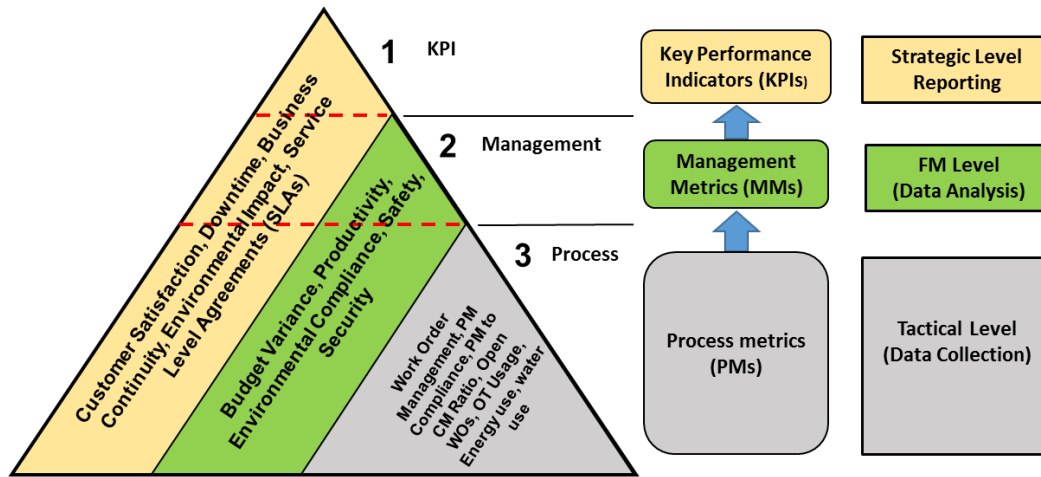 1 KPI
2 Management
3 Process
Customer Satisfaction, Downtime, Business
Continuity, Environmental Impact, Service
Level Agreements (SLAs)
Budget Variance, Productivity,
Environmental Compliance, Safety,
Security
Work Order
Management, PM
Compliance, PM to
CM Ratio, Open
WOs, OT Usage,
Energy use, water
use
Key Performance
Indicators (KPIs)
Management
Metrics (MMs)
Process metrics
(PMs)
Strategic Level
Reporting
FM Level
(Data Analysis)
Tactical Level
(Data Collection)